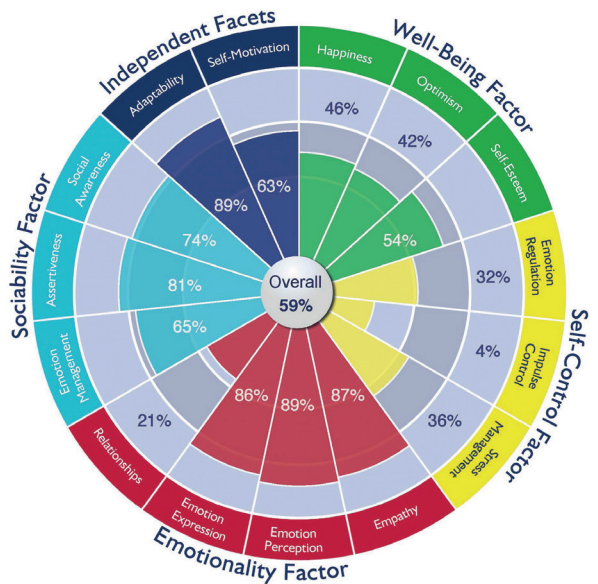 Independent Facets
Well-Being Factor
Self-Control Factor
Emotionality Factor
Sociability Factor
Self-Motivation
63%
Happiness
46%
Optimism
42%
Self-Esteem
54%
Emotion
Regulation
32%
Impulse
Control
4%
Stress
Management
36%
Empathy
87%
Emotion
Perception
89%
Emotion
Expression
86%
Relationships
21%
Emotion
Management
65%
Assertiveness
81%
Social
Awareness
74%
Adaptability
89%
Overall
59%